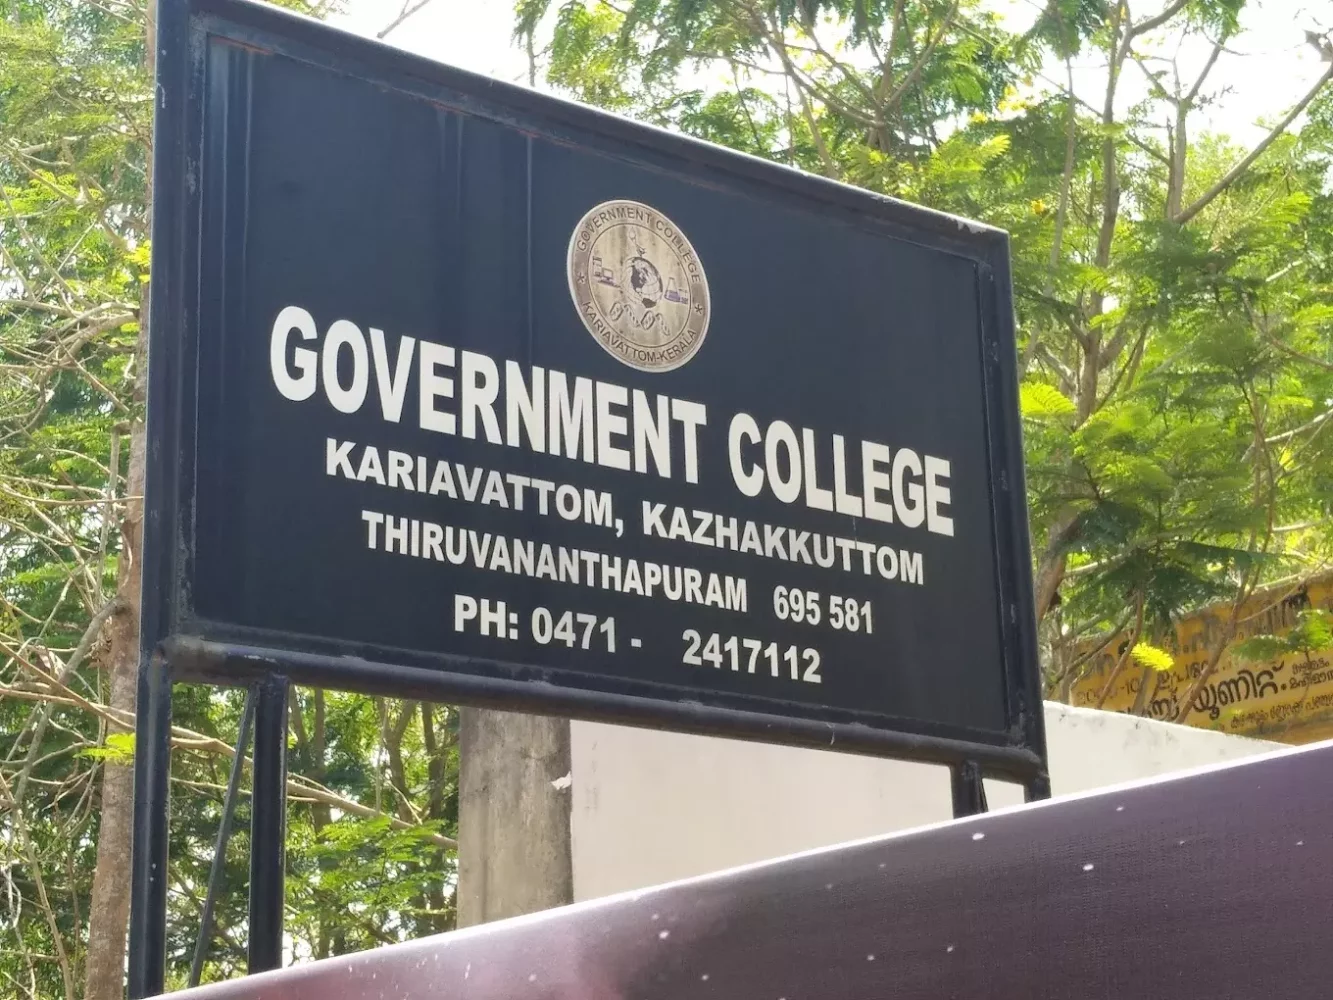 GOVERNMENT COLLEGE
KARIAVATTOM-KERALA
GOVERNMENT COLLEGE
KARIAVATTOM, KAZHAKKUTTOM
THIRUVANANTHAPURAM 695 581
PH: 0471 - 2417112
യൂണിറ്റ്